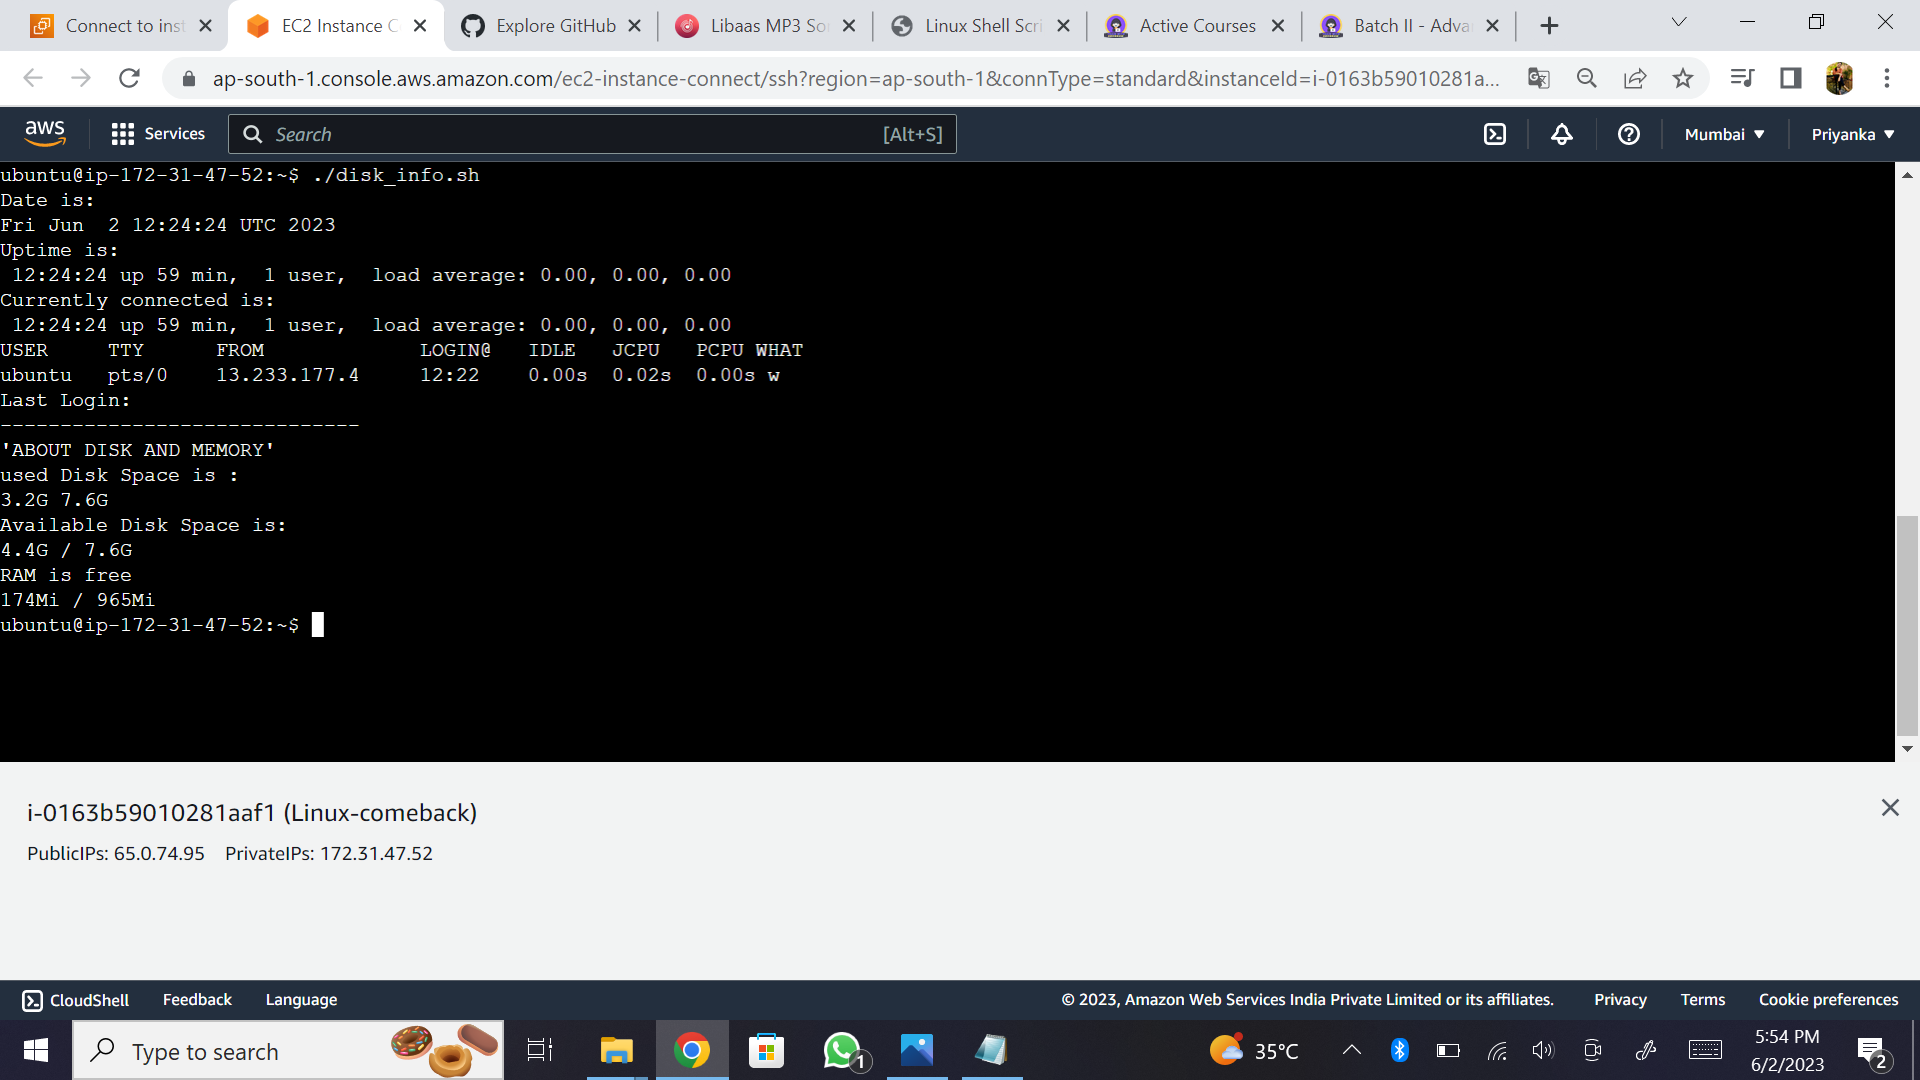 Connect to inst
EC2 Instance C
Explore GitHub
Libaas MP3 So
Linux Shell Scri
Active Courses
Batch II - Adva
ap-south-1.console.aws.amazon.com/ec2-instance-connect/ssh?region=ap-south-1&connType=standard&instanceId=i-0163b59010281a...
aws
Services
Search
[Alt+S]
Mumbai
Priyanka
ubuntu@ip-172-31-47-52:~$ ./disk_info.sh
Date is:
Fri Jun  2 12:24:24 UTC 2023
Uptime is:
 12:24:24 up 59 min,  1 user,  load average: 0.00, 0.00, 0.00
Currently connected is:
 12:24:24 up 59 min,  1 user,  load average: 0.00, 0.00, 0.00
USER     TTY      FROM             LOGIN@   IDLE   JCPU   PCPU WHAT
ubuntu   pts/0    13.233.177.4     12:22    0.00s  0.02s  0.00s w
Last Login:
------------------------------
'ABOUT DISK AND MEMORY'
used Disk Space is :
3.2G 7.6G
Available Disk Space is:
4.4G / 7.6G
RAM is free
174Mi / 965Mi
ubuntu@ip-172-31-47-52:~$
i-0163b59010281aaf1 (Linux-comeback)
PublicIPs: 65.0.74.95 PrivateIPs: 172.31.47.52
CloudShell
Feedback
Language
© 2023, Amazon Web Services India Private Limited or its affiliates.
Privacy
Terms
Cookie preferences
Type to search
1
35°C
5:54 PM
6/2/2023
2